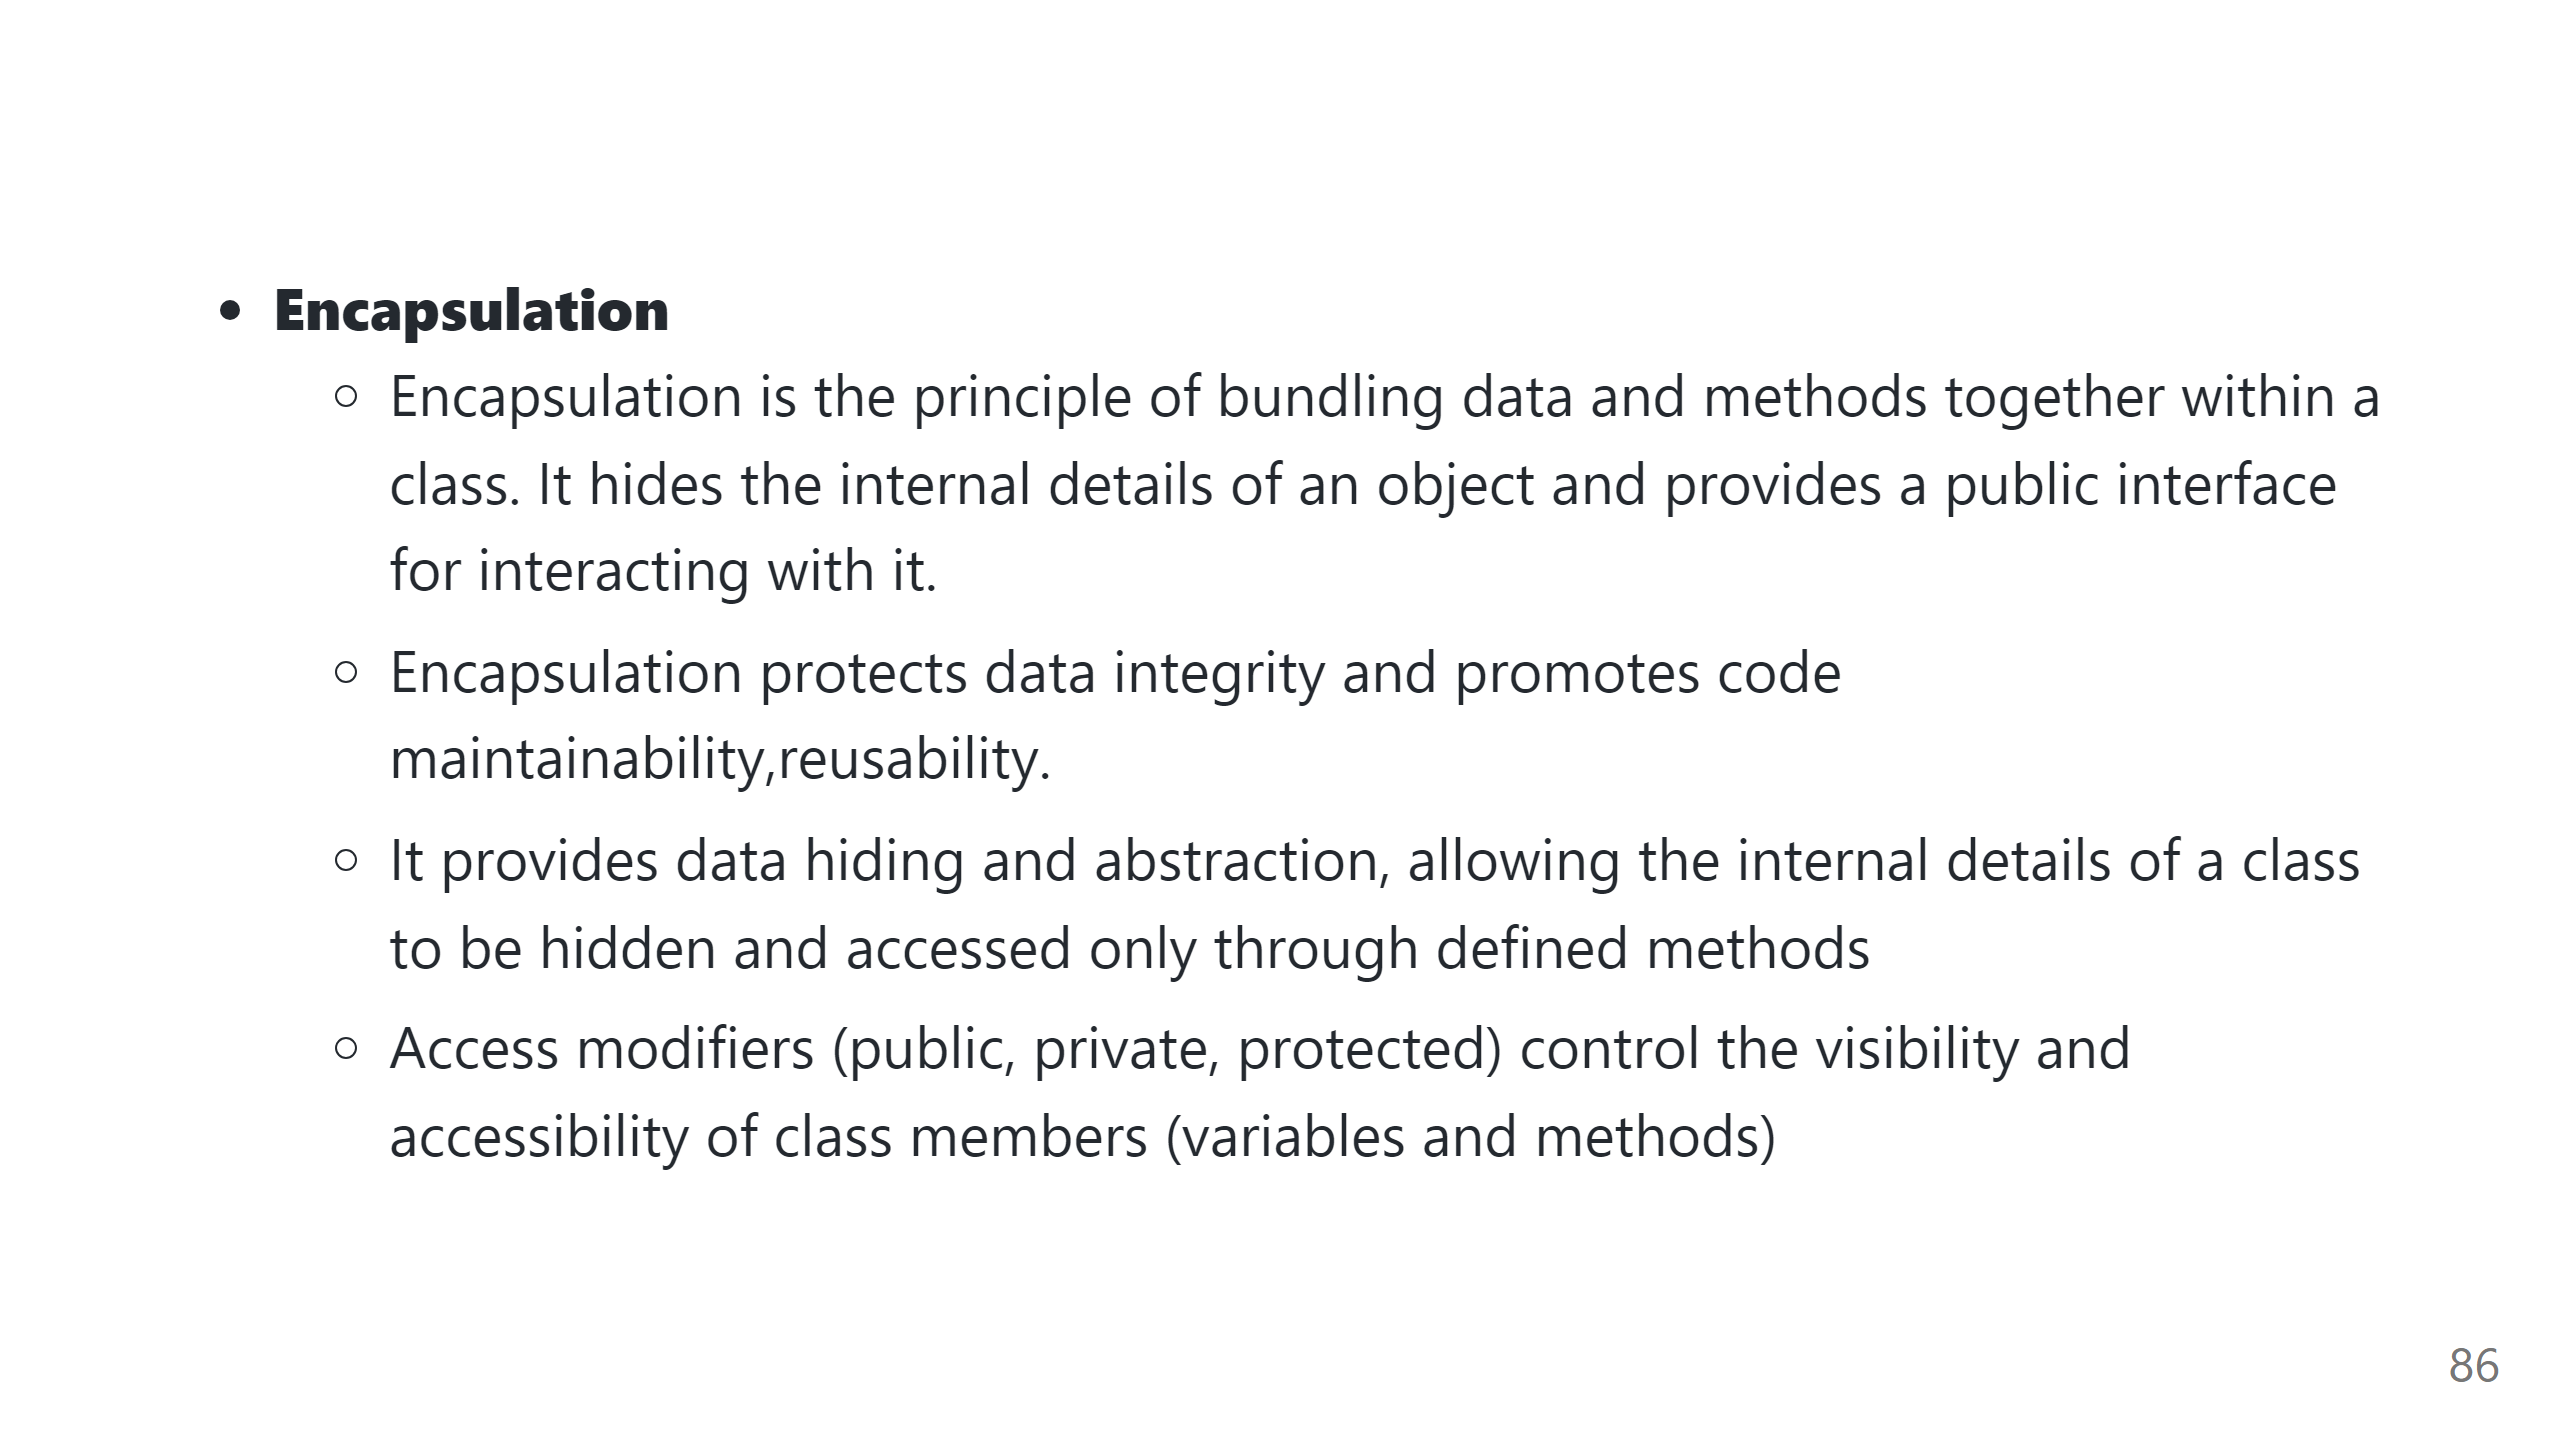 • Encapsulation
○ Encapsulation is the principle of bundling data and methods together within a
class. It hides the internal details of an object and provides a public interface
for interacting with it.
○ Encapsulation protects data integrity and promotes code
maintainability,reusability.
○ It provides data hiding and abstraction, allowing the internal details of a class
to be hidden and accessed only through defined methods
○ Access modifiers (public, private, protected) control the visibility and
accessibility of class members (variables and methods)
86